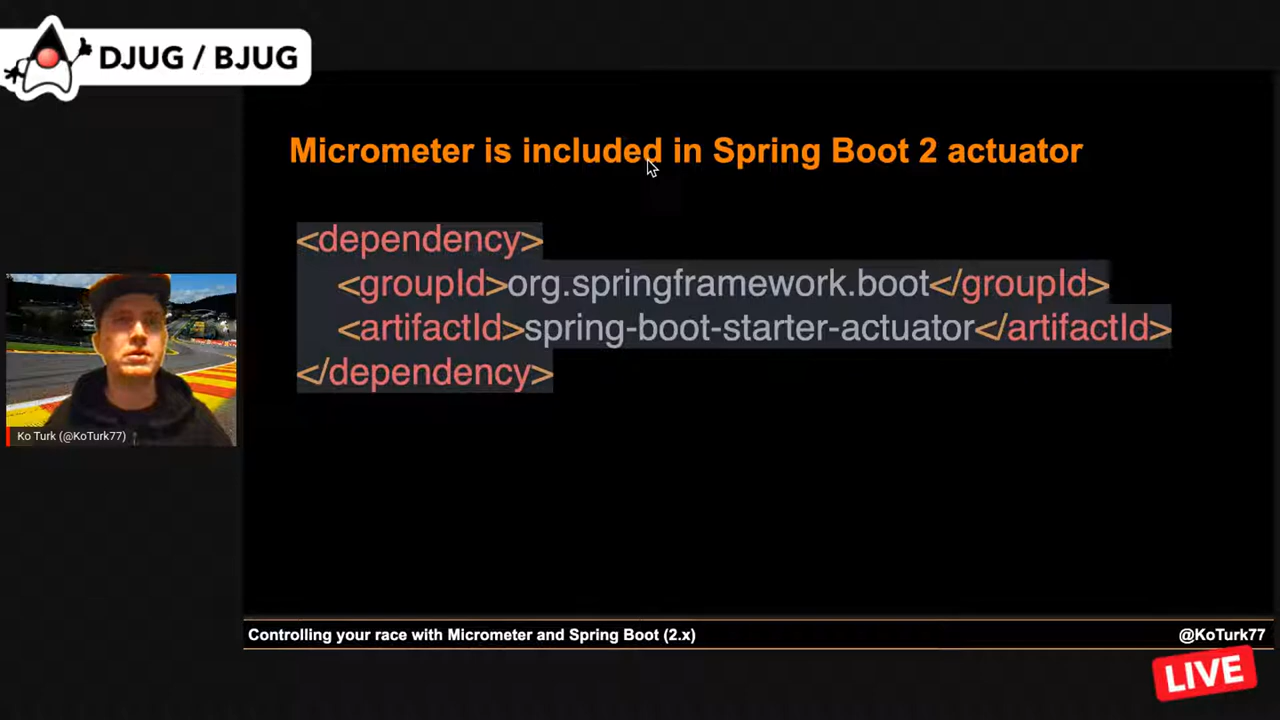 DJUG / BJUG
Micrometer is included in Spring Boot 2 actuator
<dependency>
<groupId>org.springframework.boot</groupId>
<artifactId>spring-boot-starter-actuator</artifactId>
</dependency>
Ko Turk (@KoTurk77)
Controlling your race with Micrometer and Spring Boot (2.x)
@KoTurk77
LIVE